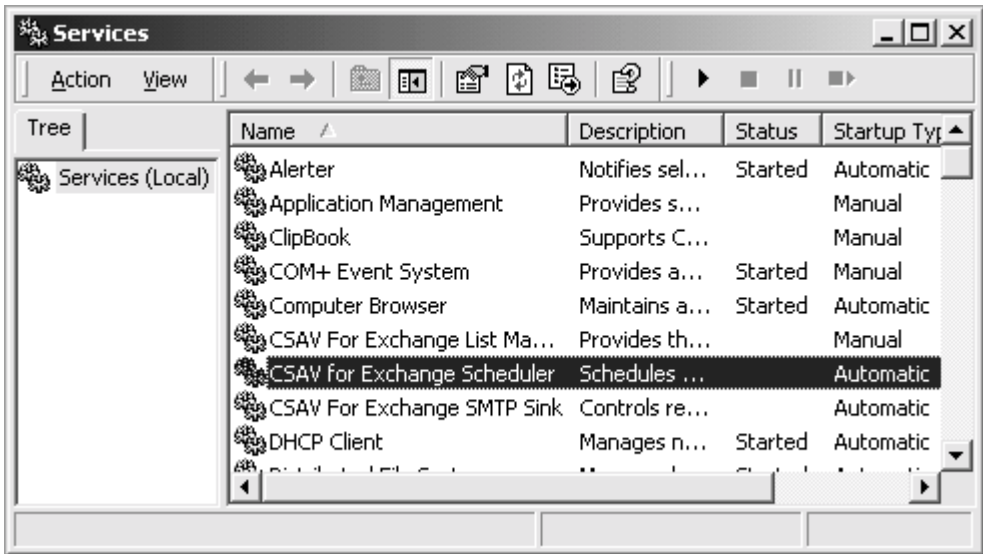 Services
Action View
Tree
Name Description Status Startup Typ
Services (Local)
Alerter Notifies sel... Started Automatic
Application Management Provides s... Manual
ClipBook Supports C... Manual
COM+ Event System Provides a... Started Manual
Computer Browser Maintains a... Started Automatic
CSAV For Exchange List Ma... Provides th... Manual
CSAV for Exchange Scheduler Schedules ... Automatic
CSAV For Exchange SMTP Sink Controls re... Automatic
DHCP Client Manages n... Started Automatic